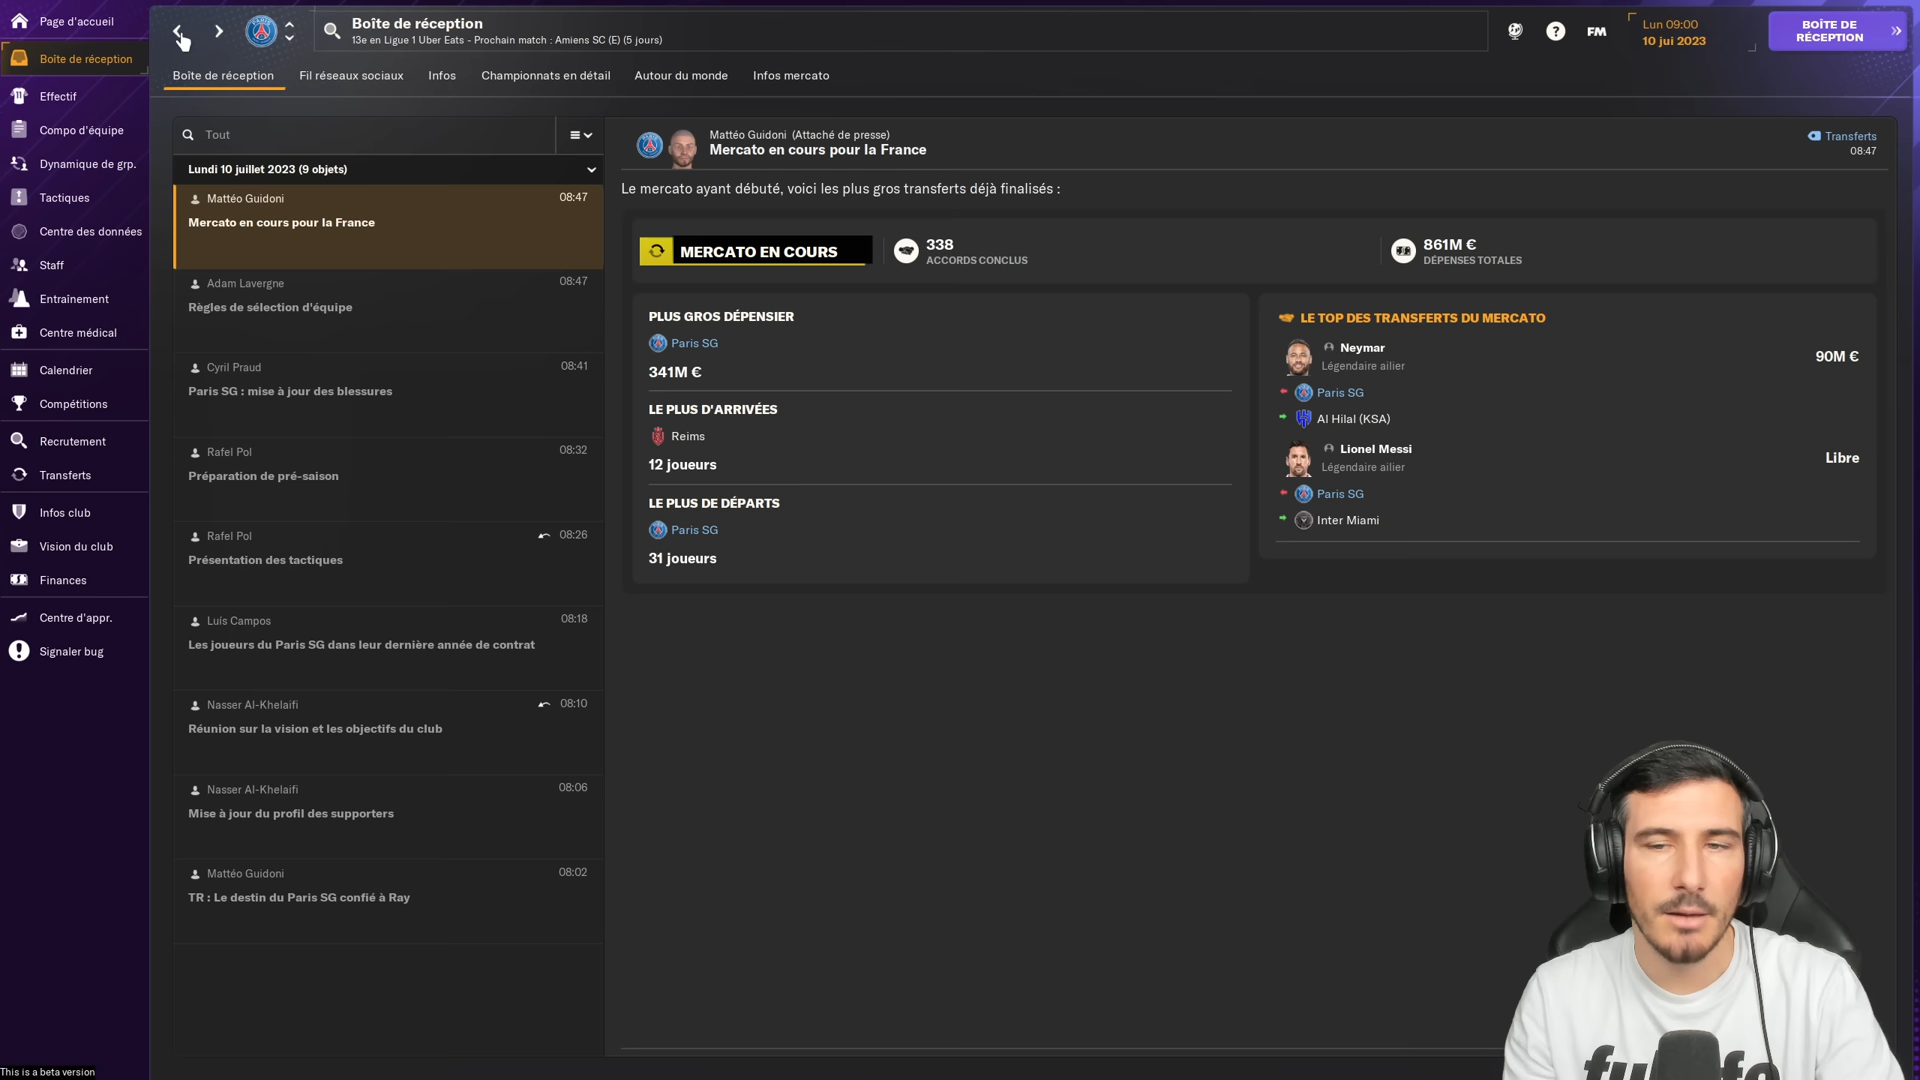 Page d'accueil
Boîte de réception
Effectif
Compo d'équipe
Dynamique de grp.
Tactiques
Centre des données
Staff
Entraînement
Centre médical
Calendrier
Compétitions
Recrutement
Transferts
Infos club
Vision du club
Finances
Centre d'appr.
Signaler bug
This is a beta version
Boîte de réception
13e en Ligue 1 Uber Eats - Prochain match : Amiens SC (E) (5 jours)
FM
Lun 09:00
10 jui 2023
BOÎTE DE
RÉCEPTION
Boîte de réception
Fil réseaux sociaux
Infos
Championnats en détail
Autour du monde
Infos mercato
Tout
Lundi 10 juillet 2023 (9 objets)
Mattéo Guidoni 08:47
Mercato en cours pour la France
Adam Lavergne 08:47
Règles de sélection d'équipe
Cyril Praud 08:41
Paris SG : mise à jour des blessures
Rafel Pol 08:32
Préparation de pré-saison
Rafel Pol 08:26
Présentation des tactiques
Luís Campos 08:18
Les joueurs du Paris SG dans leur dernière année de contrat
Nasser Al-Khelaifi 08:10
Réunion sur la vision et les objectifs du club
Nasser Al-Khelaifi 08:06
Mise à jour du profil des supporters
Mattéo Guidoni 08:02
TR : Le destin du Paris SG confié à Ray
Mattéo Guidoni (Attaché de presse)
Mercato en cours pour la France
Transferts
08:47
Le mercato ayant débuté, voici les plus gros transferts déjà finalisés :
MERCATO EN COURS
338
ACCORDS CONCLUS
861M €
DÉPENSES TOTALES
PLUS GROS DÉPENSIER
Paris SG
341M €
LE PLUS D'ARRIVÉES
Reims
12 joueurs
LE PLUS DE DÉPARTS
Paris SG
31 joueurs
LE TOP DES TRANSFERTS DU MERCATO
Neymar
Légendaire ailier
90M €
Paris SG
Al Hilal (KSA)
Lionel Messi
Légendaire ailier
Libre
Paris SG
Inter Miami